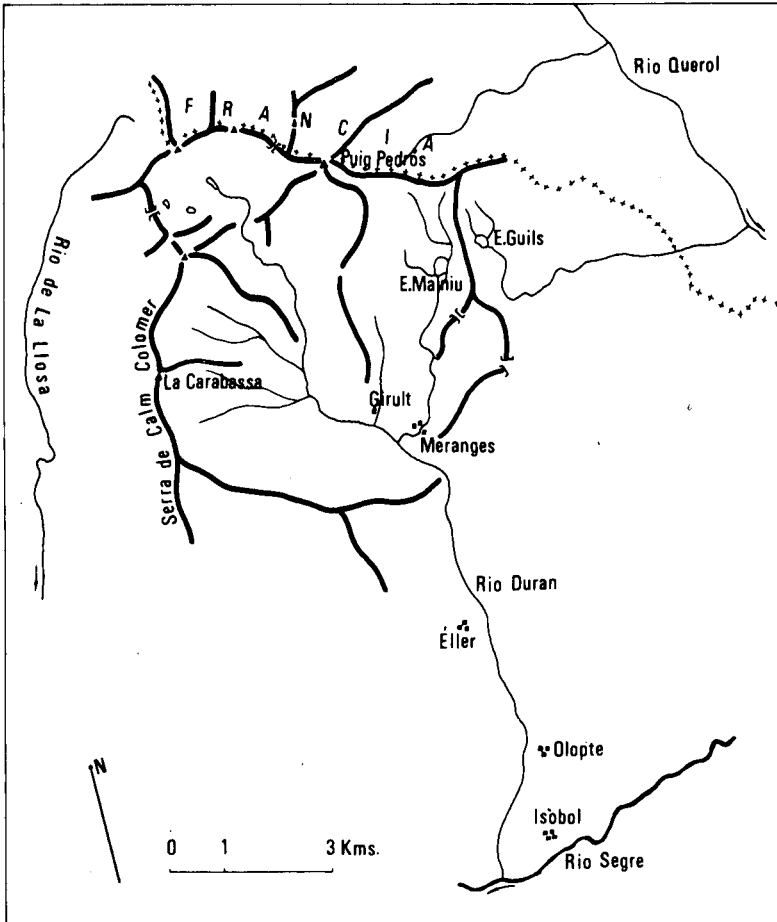 Rio Querol
F R A N C I A
Puig Pedrós
E.Guils
E.Malniu
Rio de La Llosa
Serra de Calm Colomer
La Carabassa
Girult
Meranges
Rio Duran
Éller
Olopte
Isòbol
Rio Segre
N
0 1 3 Kms.